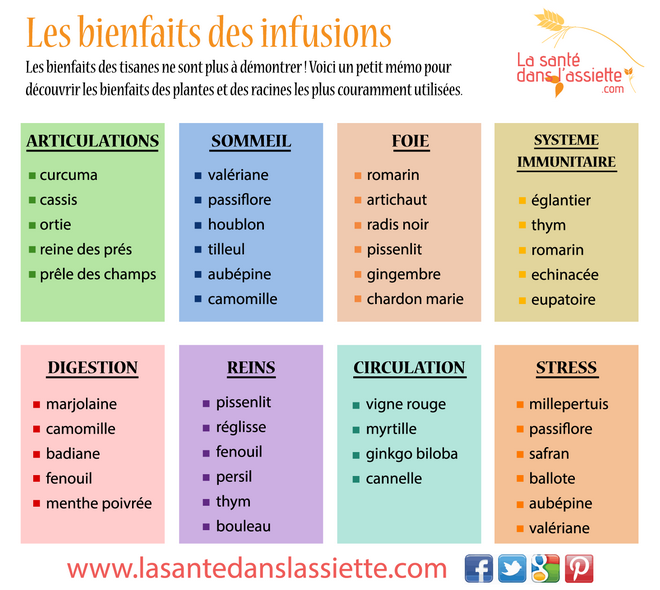 Les bienfaits des infusions
Les bienfaits des tisanes ne sont plus à démontrer ! Voici un petit mémo pour
découvrir les bienfaits des plantes et des racines les plus couramment utilisées.
La santé
dans l'assiette
.com
ARTICULATIONS
curcuma
cassis
ortie
reine des prés
prêle des champs
SOMMEIL
valériane
passiflore
houblon
tilleul
aubépine
camomille
FOIE
romarin
artichaut
radis noir
pissenlit
gingembre
chardon marie
SYSTEME
IMMUNITAIRE
églantier
thym
romarin
echinacée
eupatoire
DIGESTION
marjolaine
camomille
badiane
fenouil
menthe poivrée
REINS
pissenlit
réglisse
fenouil
persil
thym
bouleau
CIRCULATION
vigne rouge
myrtille
ginkgo biloba
cannelle
STRESS
millepertuis
passiflore
safran
ballote
aubépine
valériane
www.lasantedanslassiette.com